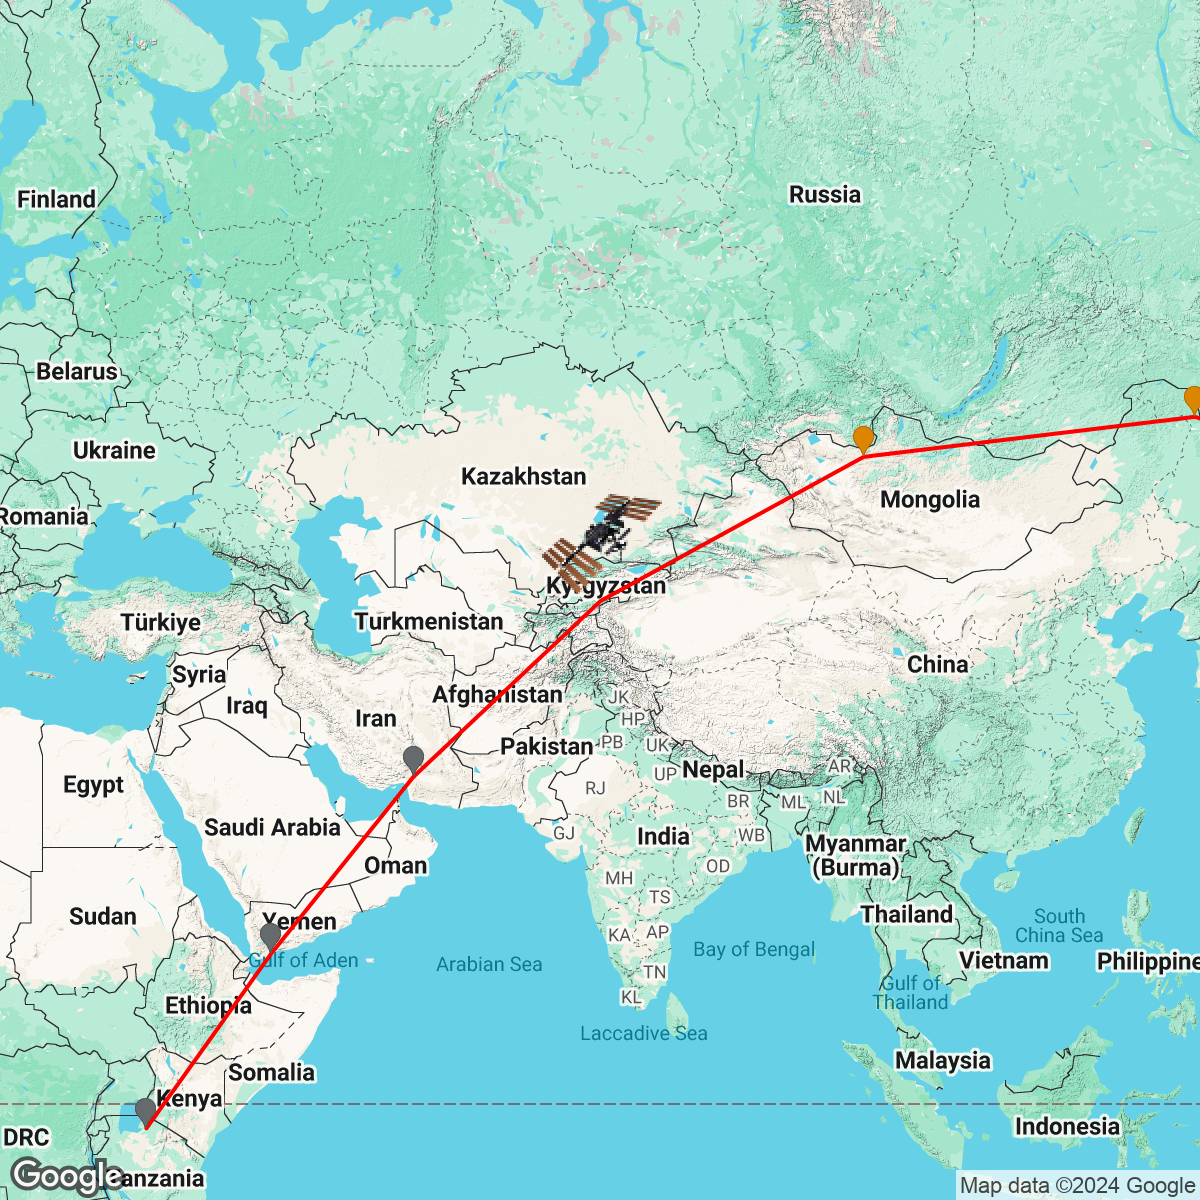 Russia
Finland
Belarus
Ukraine
Kazakhstan
Mongolia
Romania
Kyrgyzstan
Türkiye
Turkmenistan
China
Syria
Afghanistan
JK
Iraq
Iran
HP
Pakistan
PB
UK
Nepal
AR
UP
Egypt
RJ
BR
ML
NL
Saudi Arabia
GJ
India
WB
Myanmar
(Burma)
Oman
OD
MH
TS
Sudan
Yemen
Thailand
South
China Sea
KA
AP
Bay of Bengal
Gulf of Aden
Arabian Sea
Vietnam
Philippine
TN
Gulf of
Thailand
Ethiopia
KL
Laccadive Sea
Malaysia
Somalia
Kenya
Indonesia
DRC
Tanzania
Google
Map data ©2024 Google